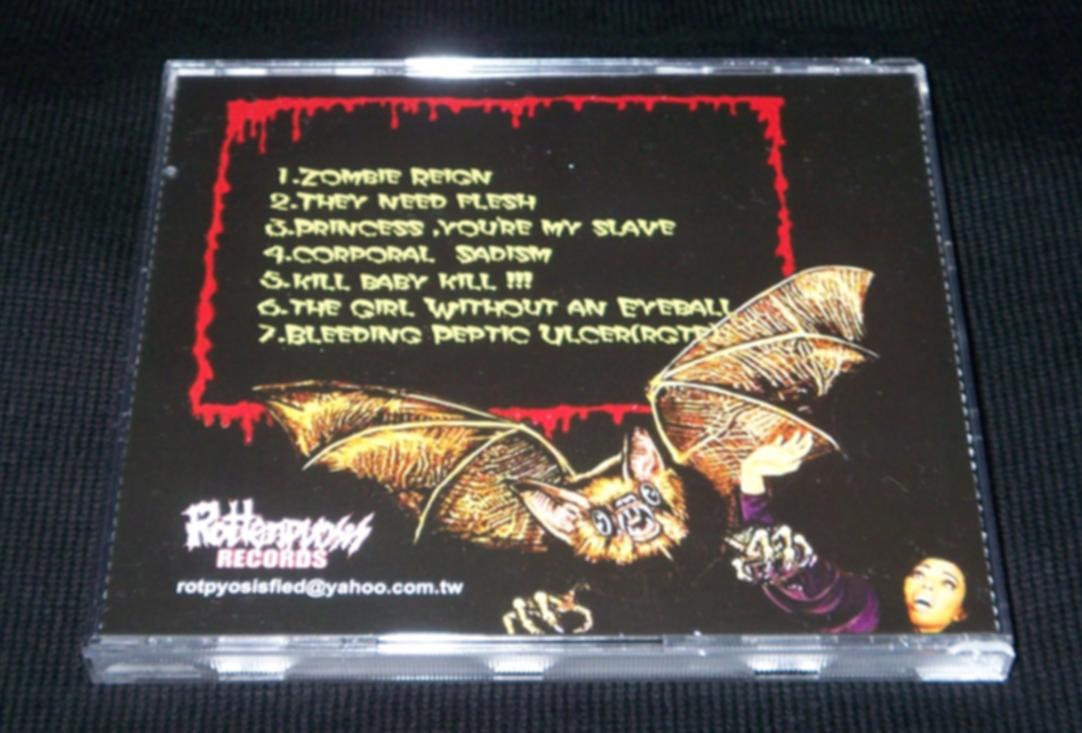 1.ZOMBIE REIGN
2.THEY NEED FLESH
3.PRINCESS ,YOU'RE MY SLAVE
4.CORPORAL SADISM
5.KILL BABY KILL !!!
6.THE GIRL WITHOUT AN EYEBALL
7.BLEEDING PEPTIC ULCER
Rottenpyosis
RECORDS
rotpyosisfied@yahoo.com.tw